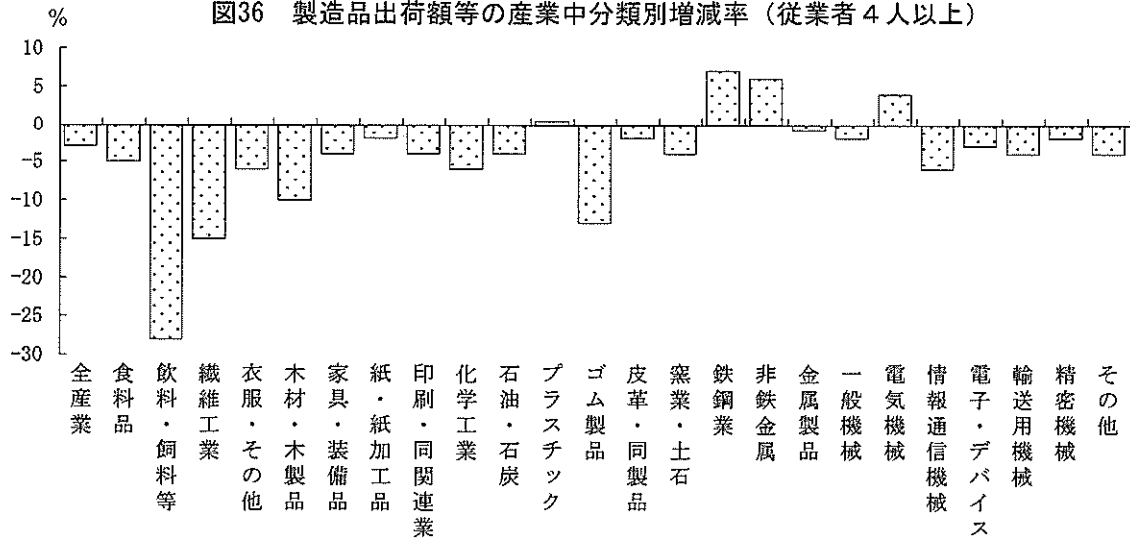 図36 製造品出荷額等の産業中分類別増減率（従業者４人以上）
%
10
5
0
-5
-10
-15
-20
-25
-30
全産業
食料品
飲料・飼料等
繊維工業
衣服・その他
木材・木製品
家具・装備品
紙・紙加工品
印刷・同関連業
化学工業
石油・石炭
プラスチック
ゴム製品
皮革・同製品
窯業・土石
鉄鋼業
非鉄金属
金属製品
一般機械
電気機械
情報通信機械
電子・デバイス
輸送用機械
精密機械
その他